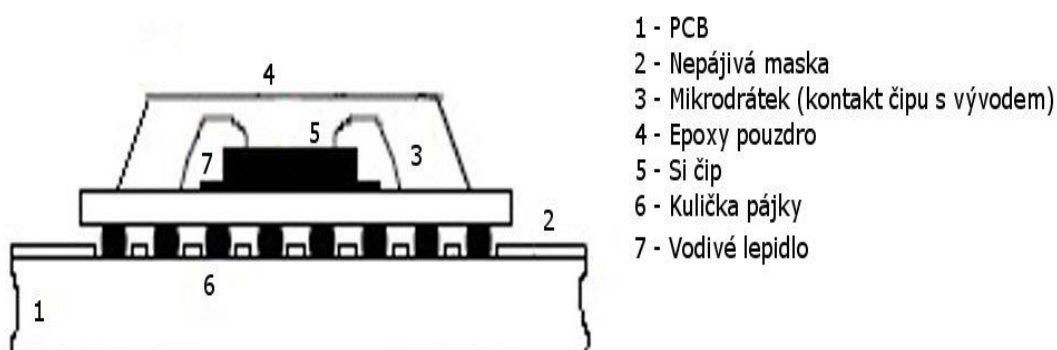 1 - PCB
2 - Nepájivá maska
3 - Mikrodrátek (kontakt čipu s vývodem)
4 - Epoxy pouzdro
5 - Si čip
6 - Kulička pájky
7 - Vodivé lepidlo
4
5
7
3
2
6
1